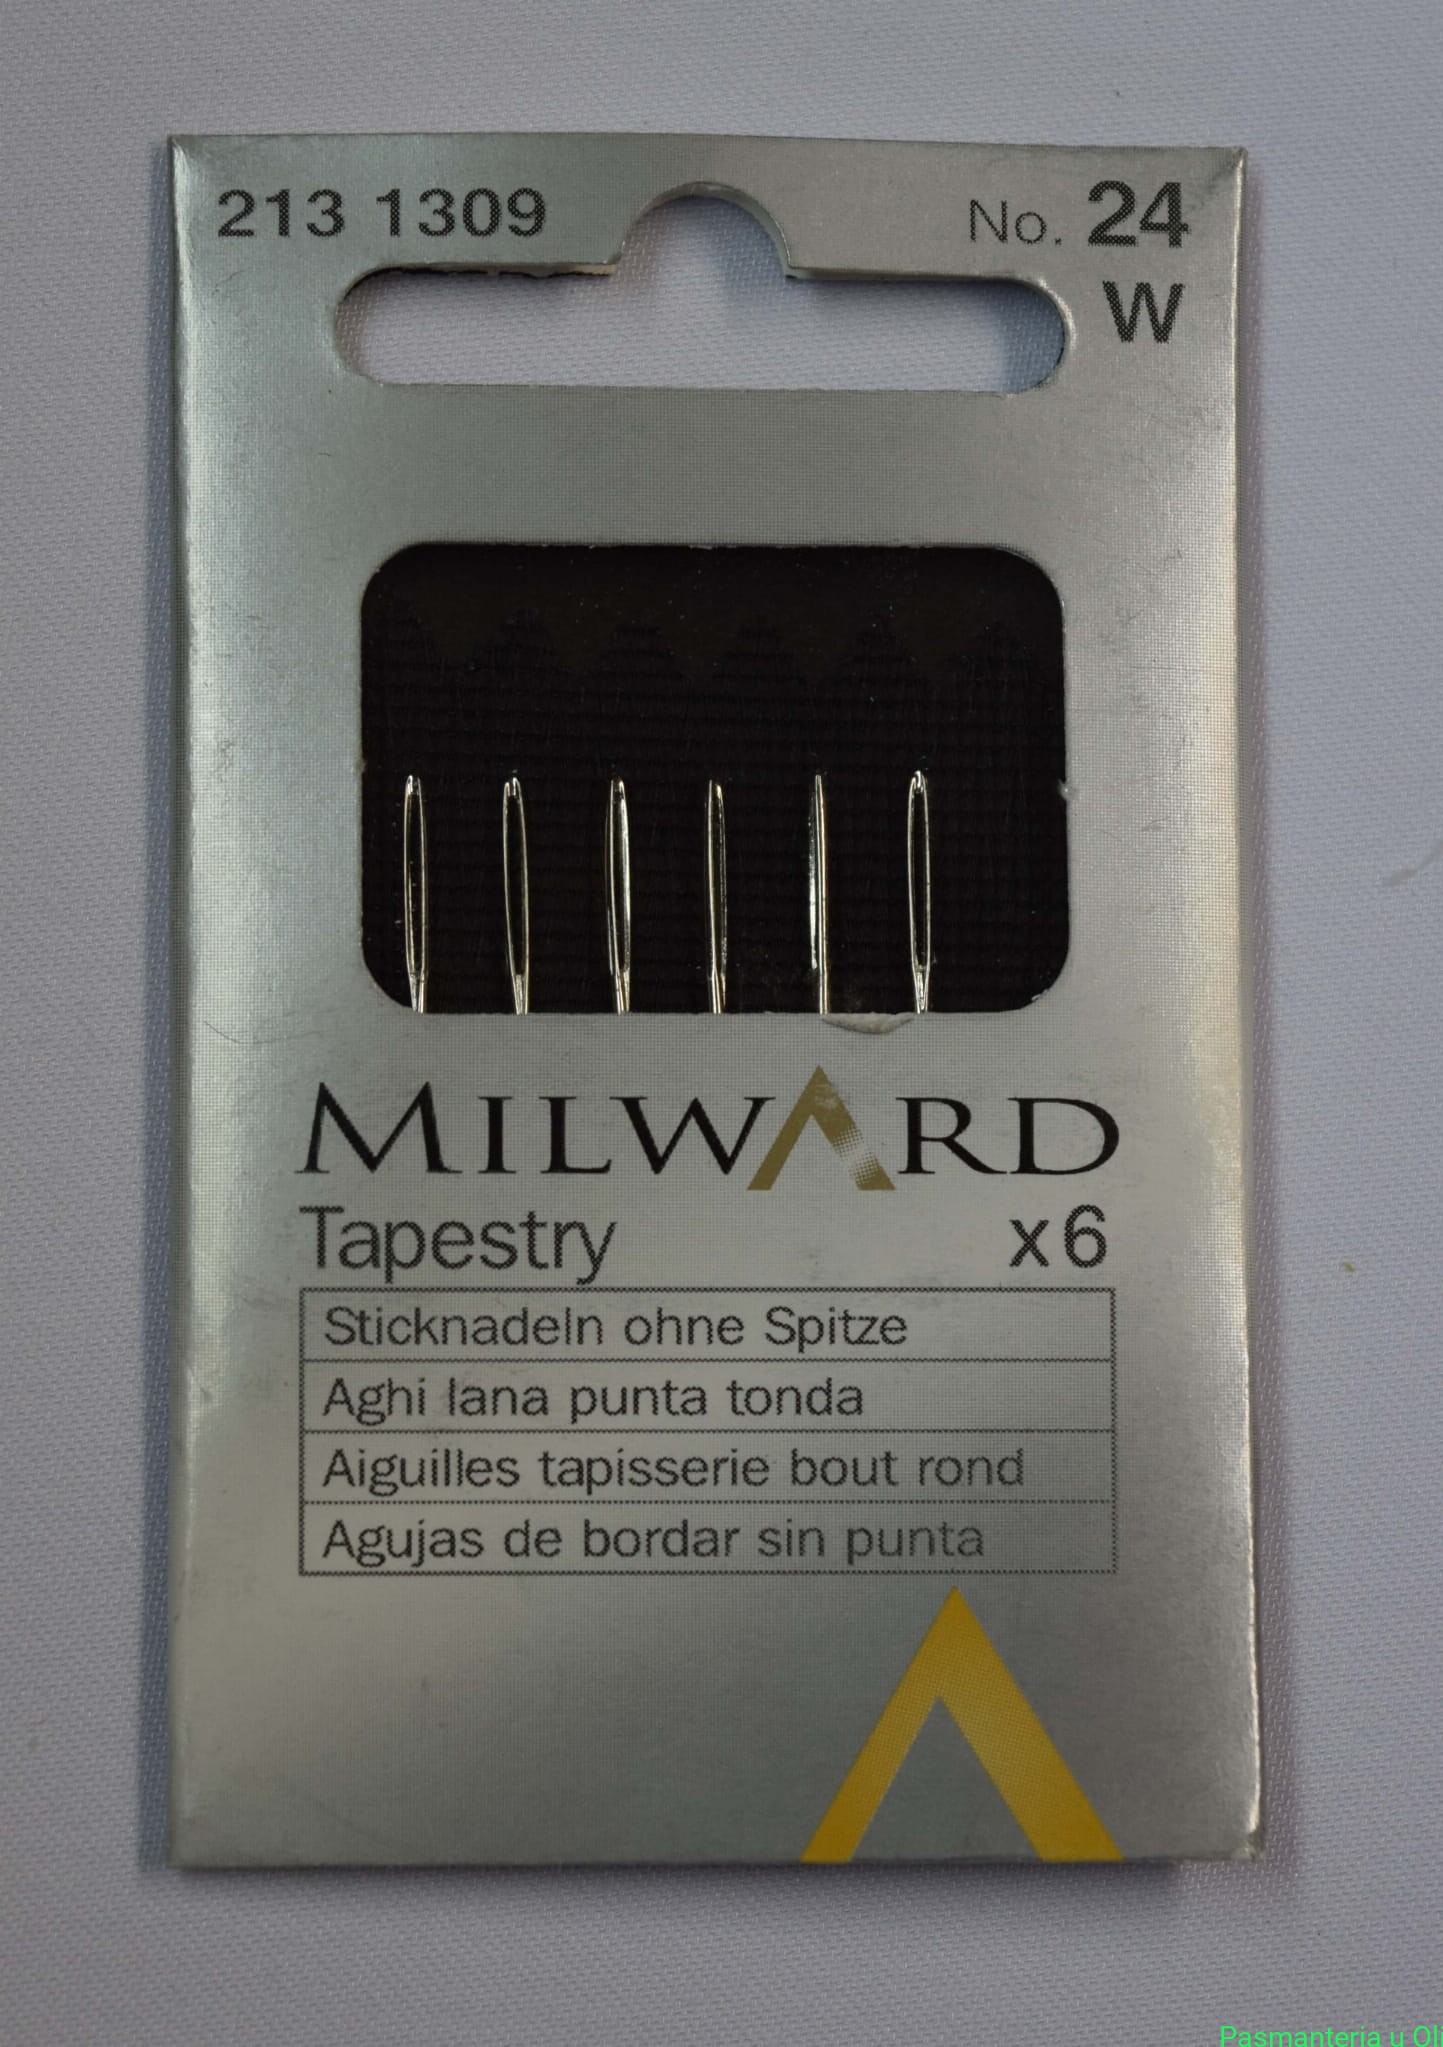 213 1309
No. 24
W
MILWARD
Tapestry x6
Sticknadeln ohne Spitze
Aghi lana punta tonda
Aiguilles tapisserie bout rond
Agujas de bordar sin punta
Pasmanteria u